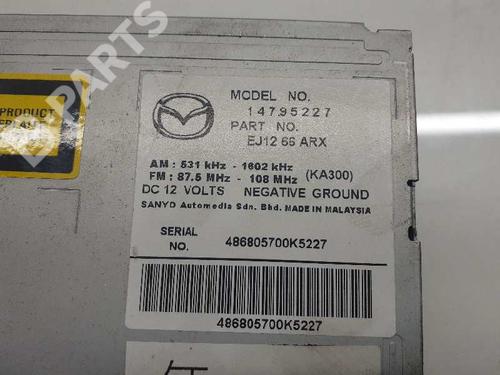 B-PARTS
PRODUCT
MODEL NO.
14795227
PART NO.
EJ12 66 ARX
AM : 531 kHz - 1602 kHz
FM : 87.5 MHz - 108 MHz (KA300)
DC 12 VOLTS NEGATIVE GROUND
SANYO Automedia Sdn. Bhd. MADE IN MALAYSIA
SERIAL
NO.
486805700K5227
486805700K5227